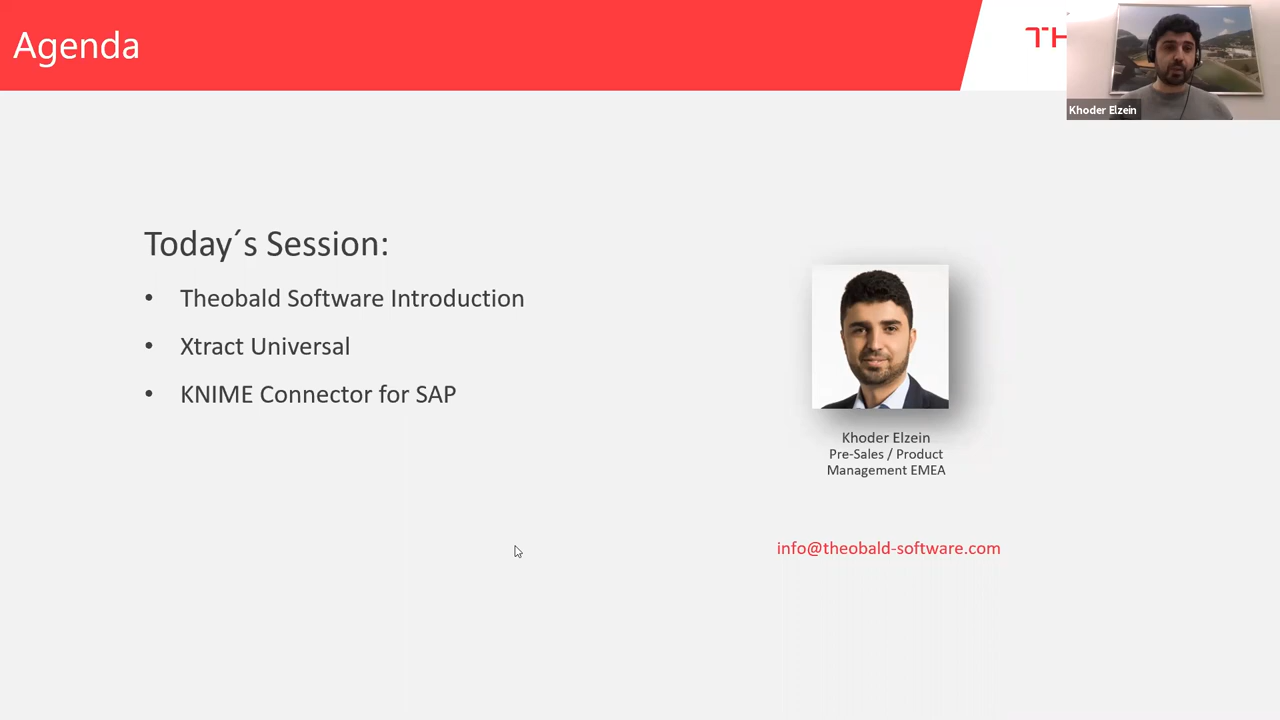 Agenda
TH
Khoder Elzein
Today´s Session:
• Theobald Software Introduction
• Xtract Universal
• KNIME Connector for SAP
Khoder Elzein
Pre-Sales / Product
Management EMEA
info@theobald-software.com